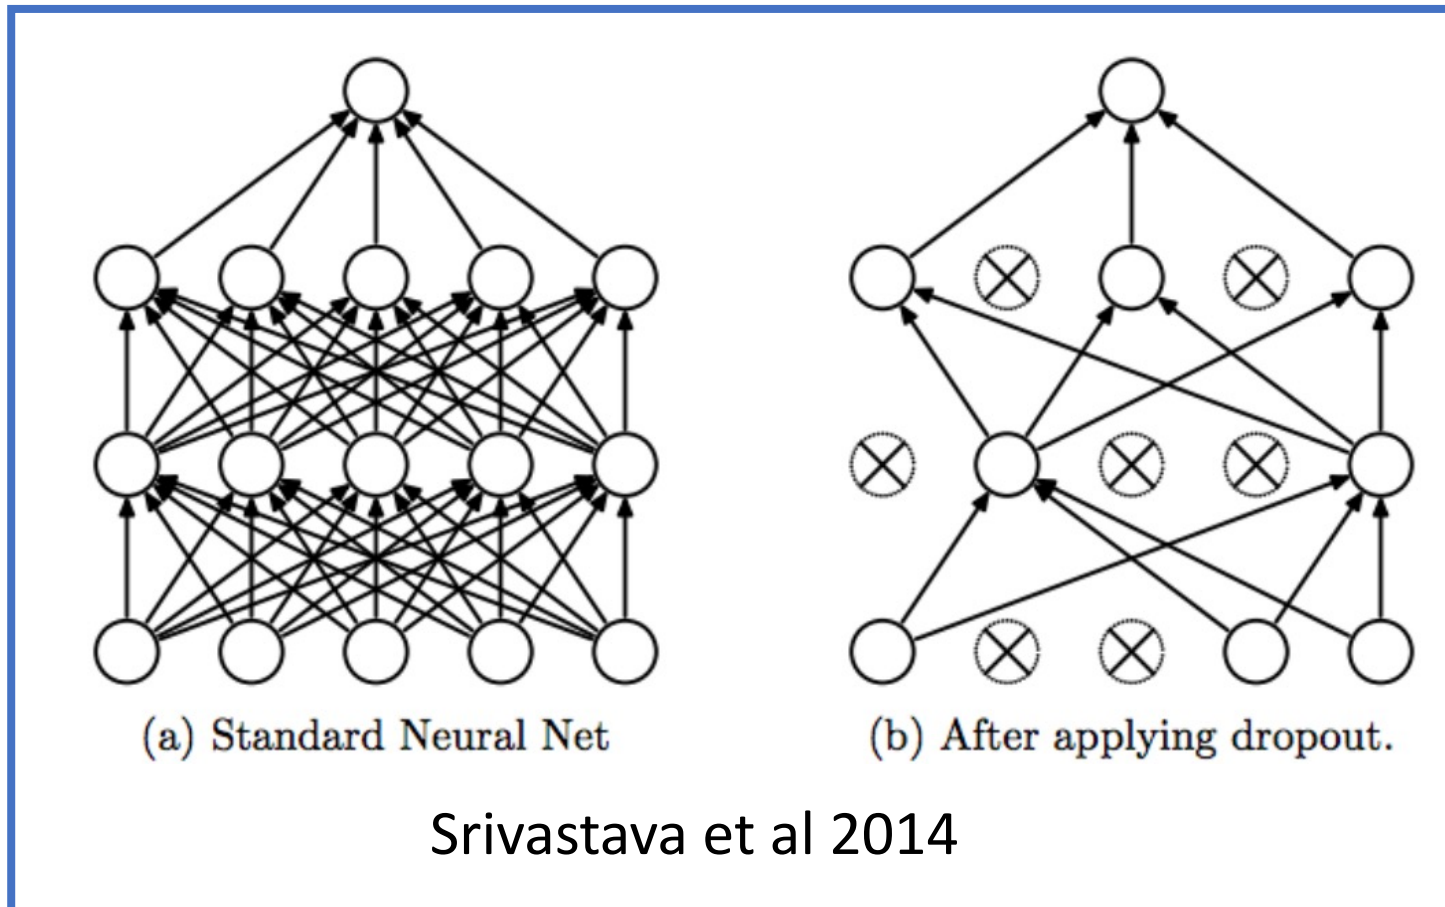 (a) Standard Neural Net
(b) After applying dropout.
Srivastava et al 2014